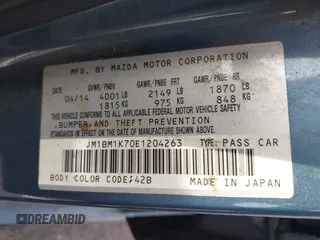 MFD. BY MAZDA MOTOR CORPORATION
GVWR/PNBV GAWR/PNBE FRT GAWR/PNBE RR
04/14 4001 LB 2149 LB 1870 LB
1815 KG 975 KG 848 KG
THIS VEHICLE CONFORMS TO ALL
APPLICABLE FEDERAL MOTOR VEHICLE SAFETY
, BUMPER, AND THEFT PREVENTION
STANDARDS IN EFFECT ON THE DATE OF
MANUFACTURE SHOWN ABOVE.
JM1BM1K70E1204263 TYPE: PASS CAR
BODY COLOR CODE;42B MADE IN JAPAN
DREAMBID